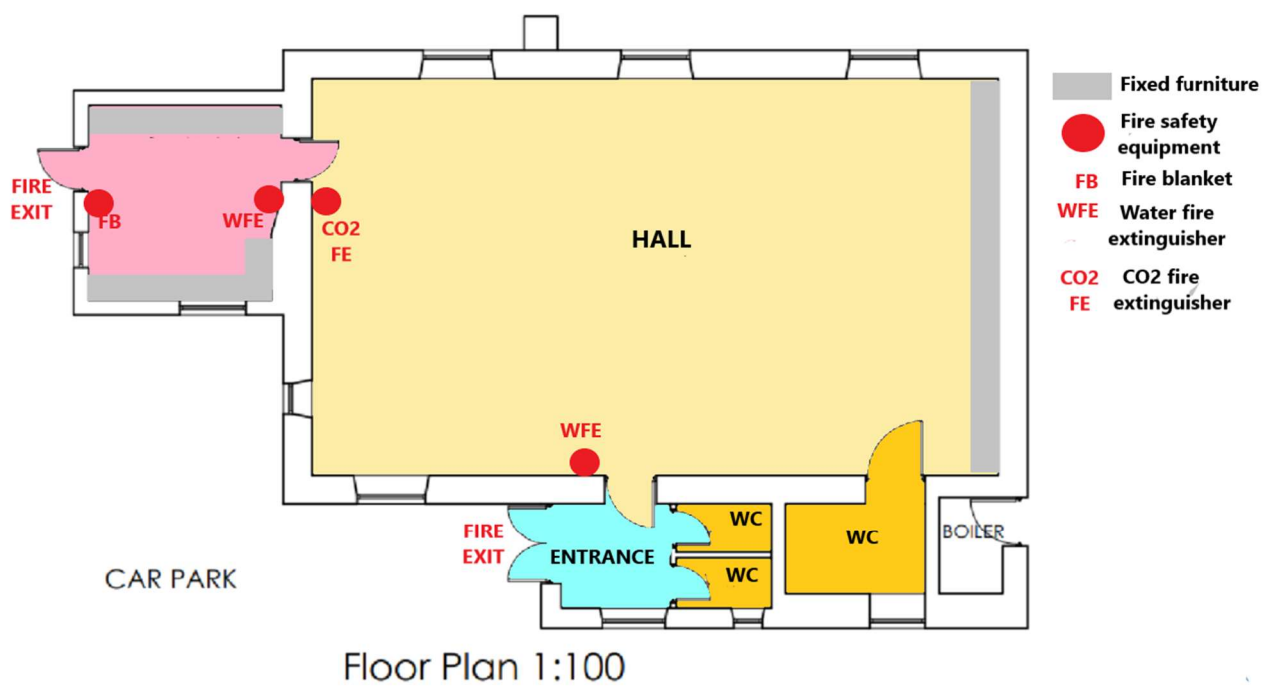 FIRE
EXIT
FB
WFE
CO2
FE
HALL
WFE
FIRE
EXIT
ENTRANCE
WC
WC
WC
BOILER
CAR PARK
Floor Plan 1:100
Fixed furniture
Fire safety
equipment
FB Fire blanket
WFE Water fire
extinguisher
CO2 CO2 fire
FE extinguisher